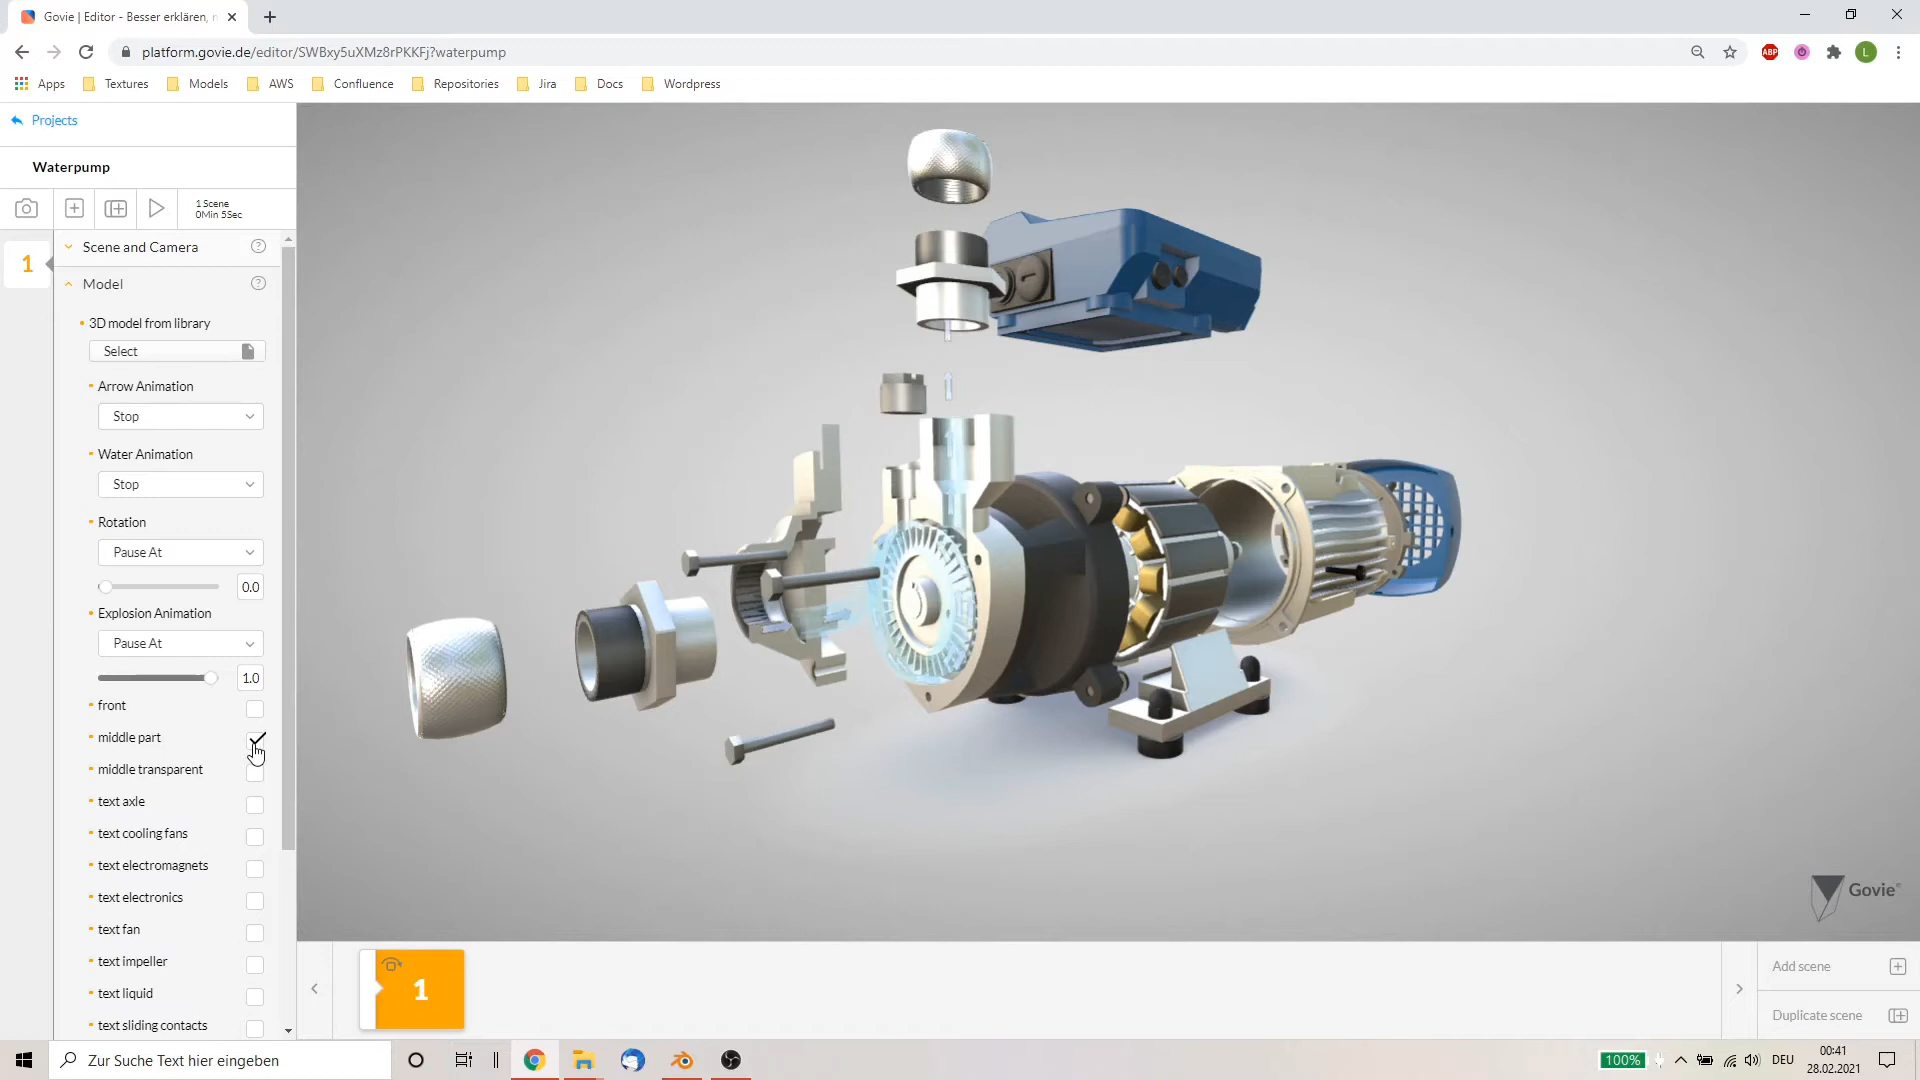 Govie | Editor - Besser erklären, n
platform.govie.de/editor/SWBxy5uXMz8rPKKFj?waterpump
ABP
L
Apps
Textures
Models
AWS
Confluence
Repositories
Jira
Docs
Wordpress
Projects
Waterpump
1 Scene
0Min 5Sec
1
Scene and Camera
?
Model
?
3D model from library
Select
Arrow Animation
Stop
Water Animation
Stop
Rotation
Pause At
0.0
Explosion Animation
Pause At
1.0
front
middle part
middle transparent
text axle
text cooling fans
text electromagnets
text electronics
text fan
text impeller
text liquid
text sliding contacts
Govie®
1
Add scene
Duplicate scene
Zur Suche Text hier eingeben
100%
DEU
00:41
28.02.2021